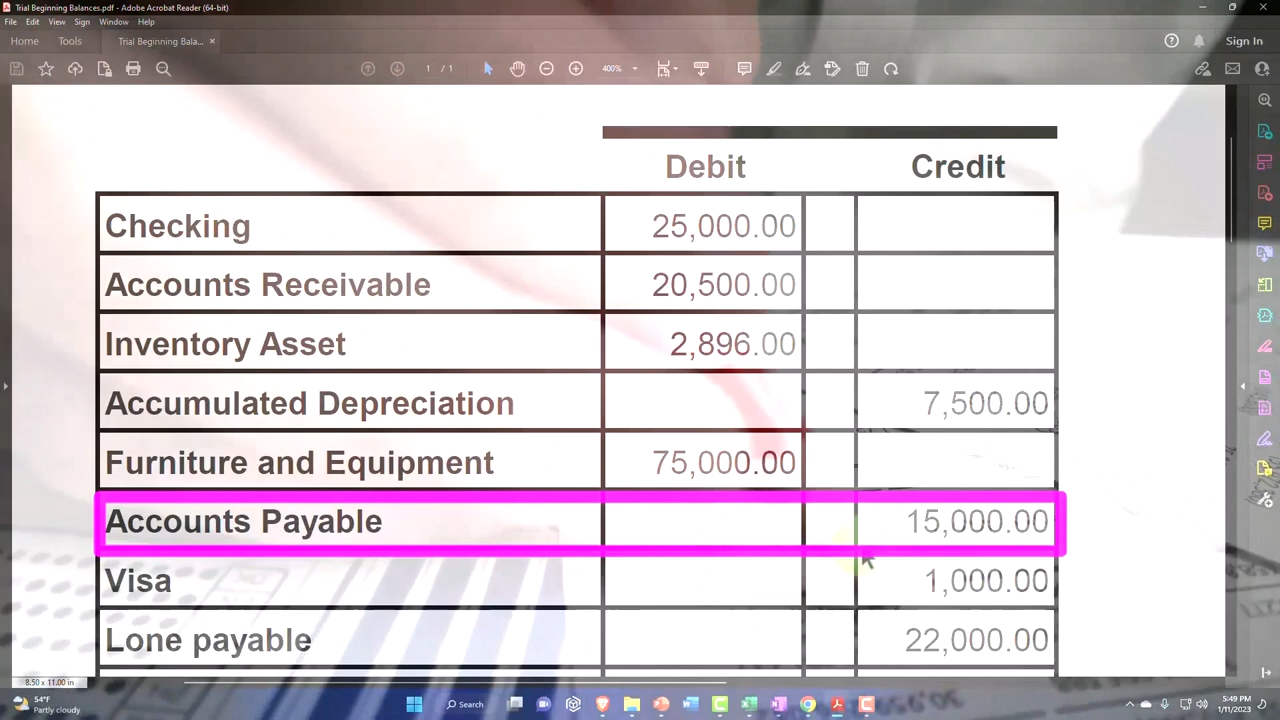 Trial Beginning Balances.pdf - Adobe Acrobat Reader (64-bit)
File Edit View Sign Window Help
Home Tools Trial Beginning Bala... ×
Sign In
1 / 1 400%
Debit Credit
Checking 25,000.00
Accounts Receivable 20,500.00
Inventory Asset 2,896.00
Accumulated Depreciation 7,500.00
Furniture and Equipment 75,000.00
Accounts Payable 15,000.00
Visa 1,000.00
Lone payable 22,000.00
8.50 x 11.00 in
54°F
Partly cloudy
Search
5:49 PM
1/11/2023